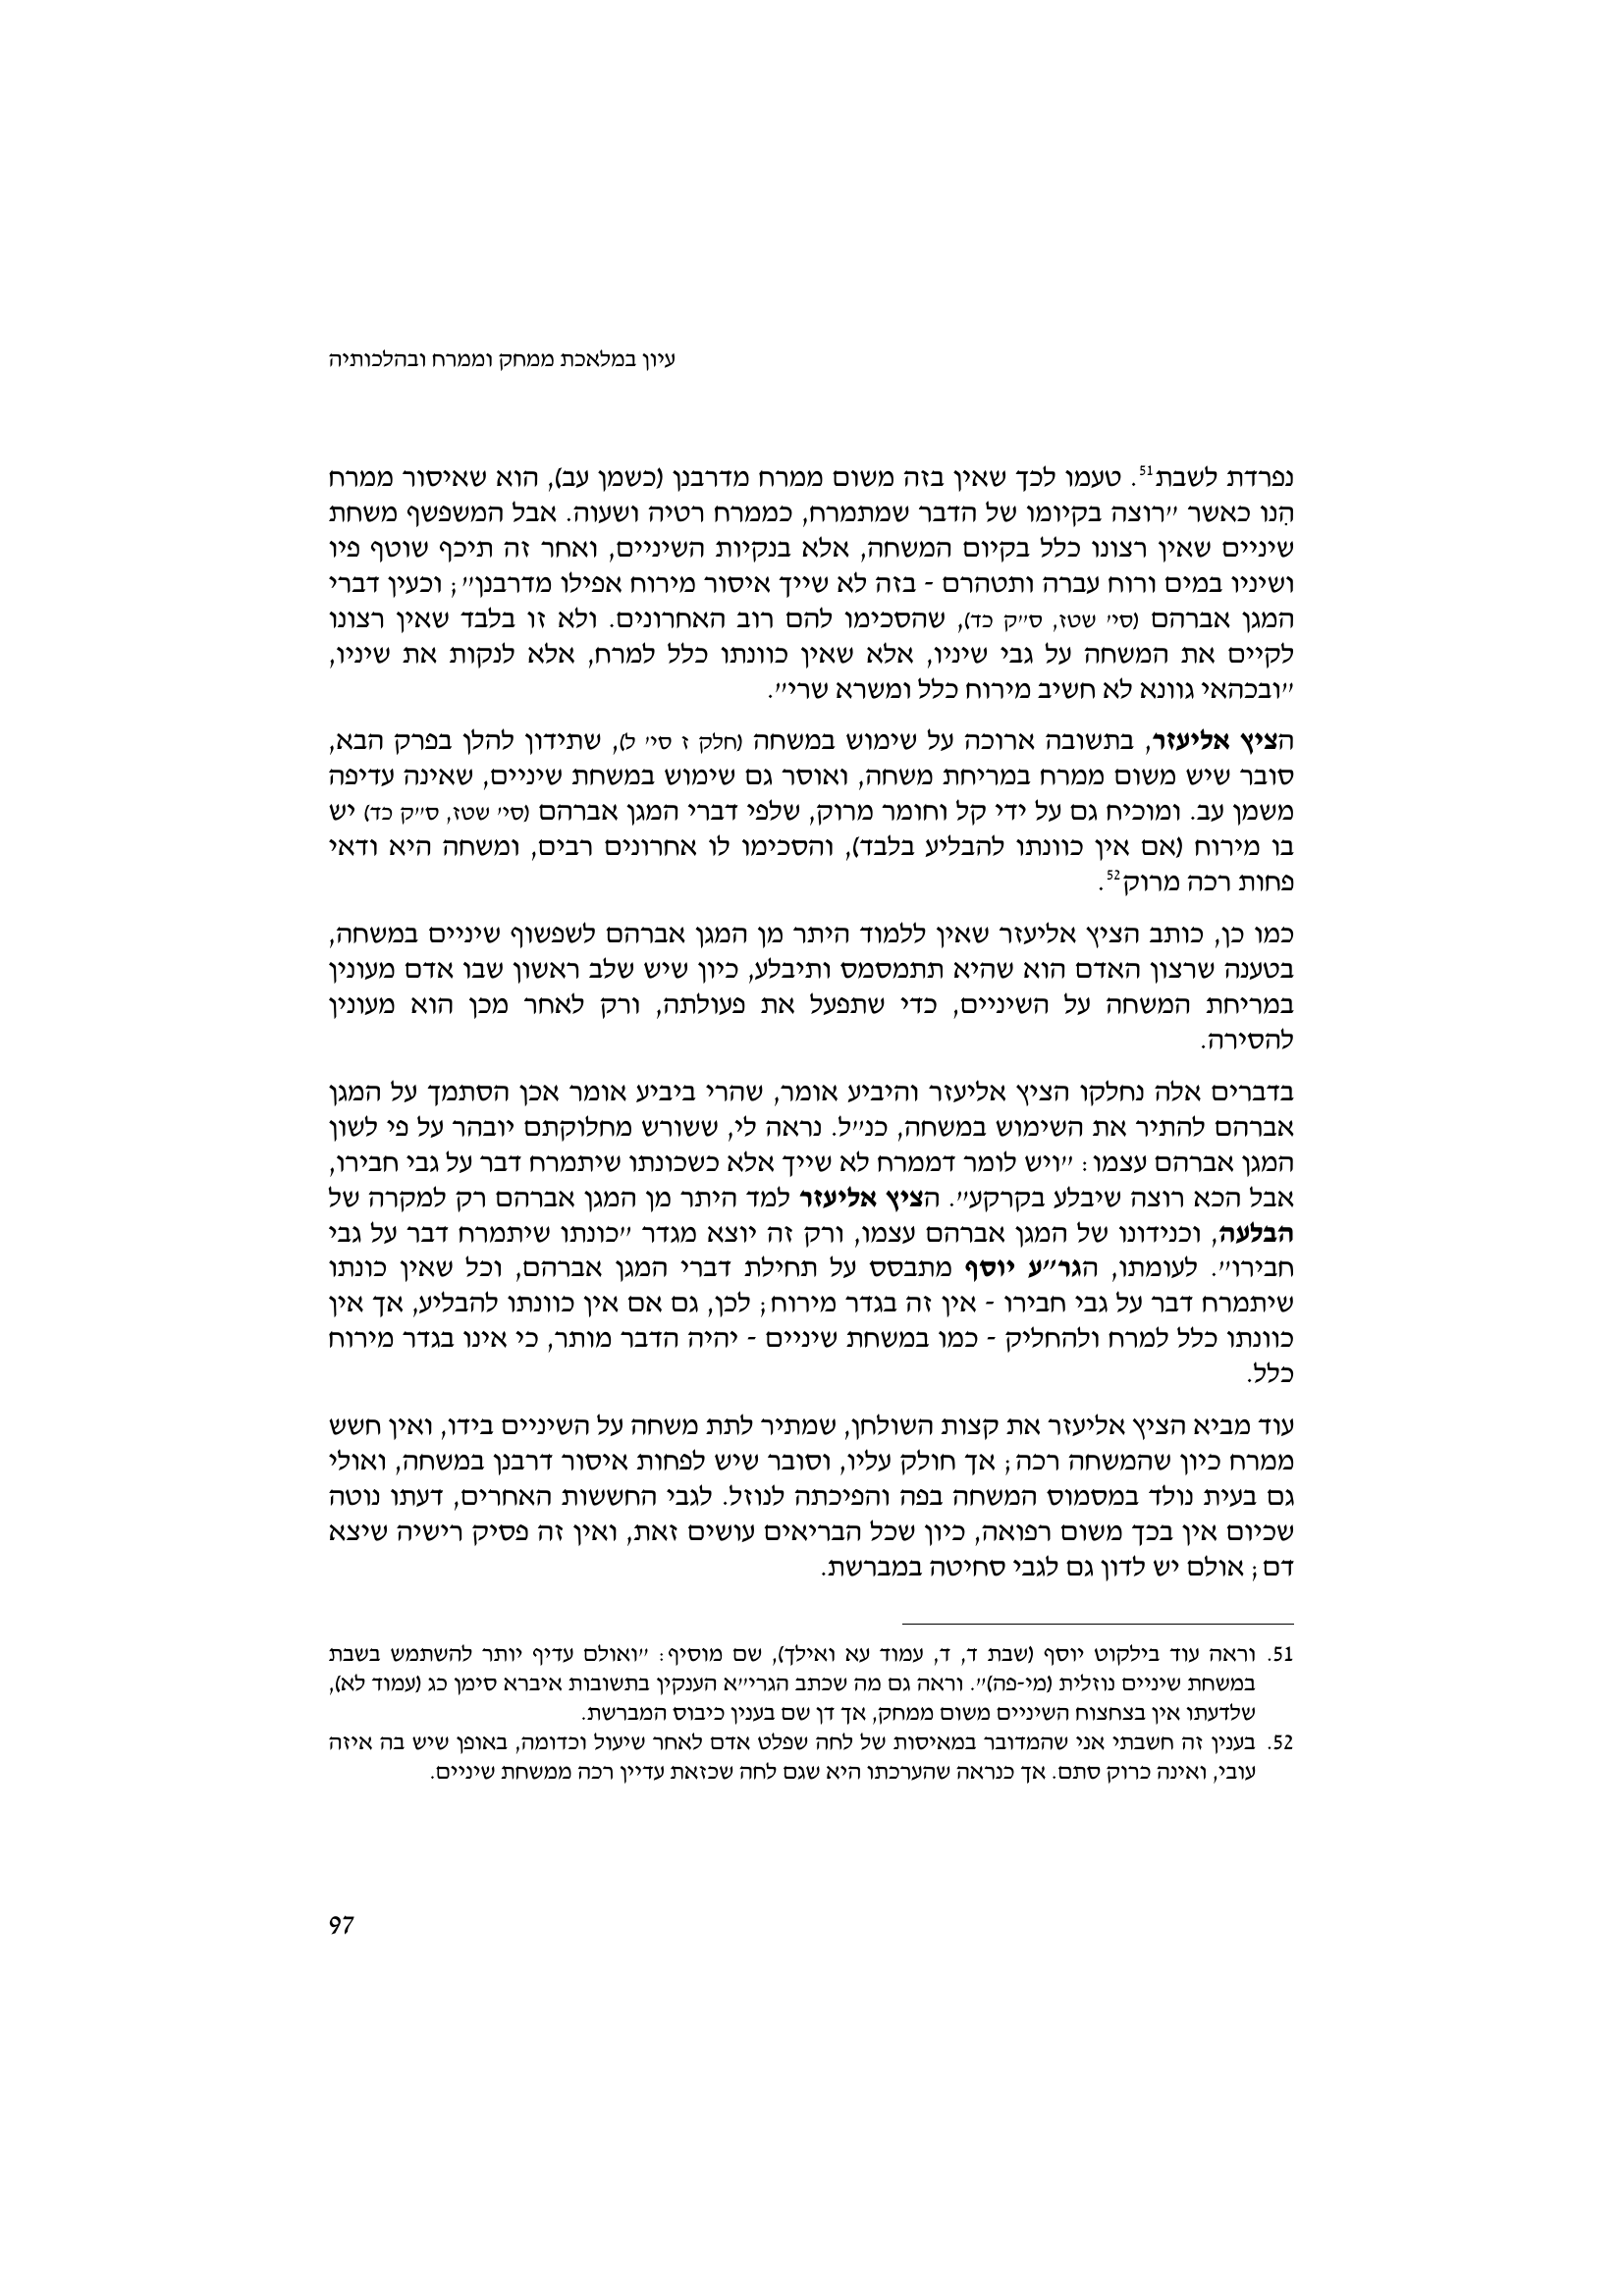 עיון במלאכת ממחק וממרח ובהלכותיה
נפרדת לשבת51. טעמו לכך שאין בזה משום ממרח מדרבנן (כשמן עב), הוא שאיסור ממרח
הִנו כאשר "רוצה בקיומו של הדבר שמתמרח, כממרח רטיה ושעוה. אבל המשפשף משחת
שיניים שאין רצונו כלל בקיום המשחה, אלא בנקיות השיניים, ואחר זה תיכף שוטף פיו
ושיניו במים ורוח עברה ותטהרם - בזה לא שייך איסור מירוח אפילו מדרבנן"; וכעין דברי
המגן אברהם (סי' שטז, ס"ק כד), שהסכימו להם רוב האחרונים. ולא זו בלבד שאין רצונו
לקיים את המשחה על גבי שיניו, אלא שאין כוונתו כלל למרח, אלא לנקות את שיניו,
"ובכהאי גוונא לא חשיב מירוח כלל ומשרא שרי".
הציץ אליעזר, בתשובה ארוכה על שימוש במשחה (חלק ז סי' ל), שתידון להלן בפרק הבא,
סובר שיש משום ממרח במריחת משחה, ואוסר גם שימוש במשחת שיניים, שאינה עדיפה
משמן עב. ומוכיח גם על ידי קל וחומר מרוק, שלפי דברי המגן אברהם (סי' שטז, ס"ק כד) יש
בו מירוח (אם אין כוונתו להבליע בלבד), והסכימו לו אחרונים רבים, ומשחה היא ודאי
פחות רכה מרוק52.
כמו כן, כותב הציץ אליעזר שאין ללמוד היתר מן המגן אברהם לשפשוף שיניים במשחה,
בטענה שרצון האדם הוא שהיא תתמסמס ותיבלע, כיון שיש שלב ראשון שבו אדם מעונין
במריחת המשחה על השיניים, כדי שתפעל את פעולתה, ורק לאחר מכן הוא מעונין
להסירה.
בדברים אלה נחלקו הציץ אליעזר והיביע אומר, שהרי ביביע אומר אכן הסתמך על המגן
אברהם להתיר את השימוש במשחה, כנ"ל. נראה לי, ששורש מחלוקתם יובהר על פי לשון
המגן אברהם עצמו: "ויש לומר דממרח לא שייך אלא כשכונתו שיתמרח דבר על גבי חבירו,
אבל הכא רוצה שיבלע בקרקע". הציץ אליעזר למד היתר מן המגן אברהם רק למקרה של
הבלעה, וכנידונו של המגן אברהם עצמו, ורק זה יוצא מגדר "כונתו שיתמרח דבר על גבי
חבירו". לעומתו, הגר"ע יוסף מתבסס על תחילת דברי המגן אברהם, וכל שאין כונתו
שיתמרח דבר על גבי חבירו - אין זה בגדר מירוח; לכן, גם אם אין כוונתו להבליע, אך אין
כוונתו כלל למרח ולהחליק - כמו במשחת שיניים - יהיה הדבר מותר, כי אינו בגדר מירוח
כלל.
עוד מביא הציץ אליעזר את קצות השולחן, שמתיר לתת משחה על השיניים בידו, ואין חשש
ממרח כיון שהמשחה רכה; אך חולק עליו, וסובר שיש לפחות איסור דרבנן במשחה, ואולי
גם בעית נולד במסמוס המשחה בפה והפיכתה לנוזל. לגבי החששות האחרים, דעתו נוטה
שכיום אין בכך משום רפואה, כיון שכל הבריאים עושים זאת, ואין זה פסיק רישיה שיצא
דם; אולם יש לדון גם לגבי סחיטה במברשת.
51. וראה עוד בילקוט יוסף (שבת ד, ד, עמוד עא ואילך), שם מוסיף: "ואולם עדיף יותר להשתמש בשבת
במשחת שיניים נוזלית (מי-פה)". וראה גם מה שכתב הגרי"א הענקין בתשובות איברא סימן כג (עמוד לא),
שלדעתו אין בצחצוח השיניים משום ממחק, אך דן שם בענין כיבוס המברשת.
52. בענין זה חשבתי אני שהמדובר במאיסות של לחה שפלט אדם לאחר שיעול וכדומה, באופן שיש בה איזה
עובי, ואינה כרוק סתם. אך כנראה שהערכתו היא שגם לחה שכזאת עדיין רכה ממשחת שיניים.
97